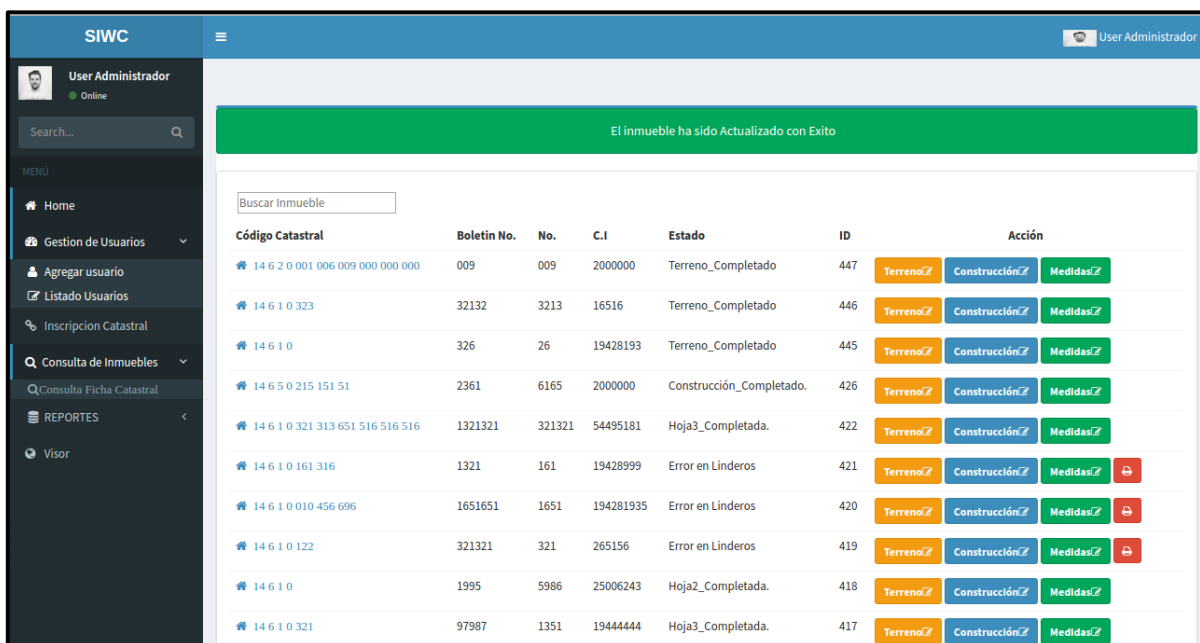 SIWC
User Administrador
User Administrador
Online
Search...
MENÚ
Home
Gestion de Usuarios
Agregar usuario
Listado Usuarios
Inscripcion Catastral
Consulta de Inmuebles
Consulta Ficha Catastral
REPORTES
Visor
El inmueble ha sido Actualizado con Exito
Buscar Inmueble
Código Catastral Boletin No. No. C.I Estado ID Acción
14 6 2 0 001 006 009 000 000 000 009 009 2000000 Terreno_Completado 447 Terreno Construcción Medidas
14 6 1 0 323 32132 3213 16516 Terreno_Completado 446 Terreno Construcción Medidas
14 6 1 0 326 26 19428193 Terreno_Completado 445 Terreno Construcción Medidas
14 6 5 0 215 151 51 2361 6165 2000000 Construcción_Completado. 426 Terreno Construcción Medidas
14 6 1 0 321 313 651 516 516 516 1321321 321321 54495181 Hoja3_Completada. 422 Terreno Construcción Medidas
14 6 1 0 161 316 1321 161 19428999 Error en Linderos 421 Terreno Construcción Medidas
14 6 1 0 010 456 696 1651651 1651 194281935 Error en Linderos 420 Terreno Construcción Medidas
14 6 1 0 122 321321 321 265156 Error en Linderos 419 Terreno Construcción Medidas
14 6 1 0 1995 5986 25006243 Hoja2_Completada. 418 Terreno Construcción Medidas
14 6 1 0 321 97987 1351 19444444 Hoja3_Completada. 417 Terreno Construcción Medidas